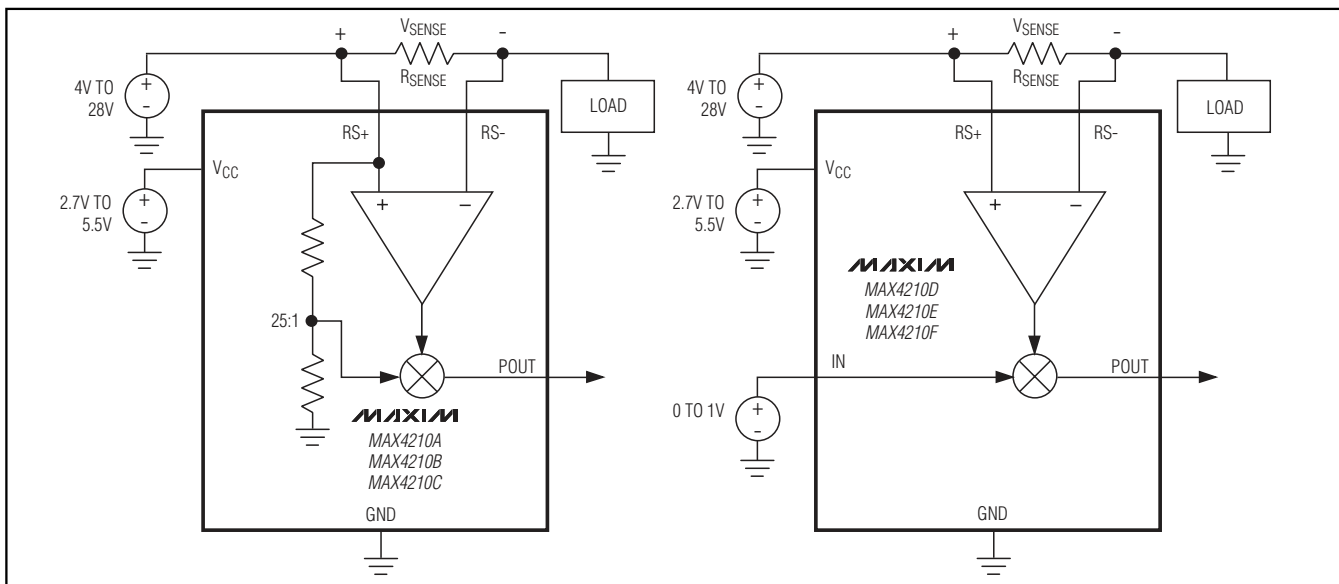 + VSENSE -
RSENSE
4V TO
28V
+
-
LOAD
RS+
RS-
VCC
2.7V TO
5.5V
+
-
+ −
25:1
POUT
MAXIM
MAX4210A
MAX4210B
MAX4210C
GND
+ VSENSE -
RSENSE
4V TO
28V
+
-
LOAD
RS+
RS-
VCC
2.7V TO
5.5V
+
-
+ −
MAXIM
MAX4210D
MAX4210E
MAX4210F
IN
POUT
0 TO 1V
+
-
GND